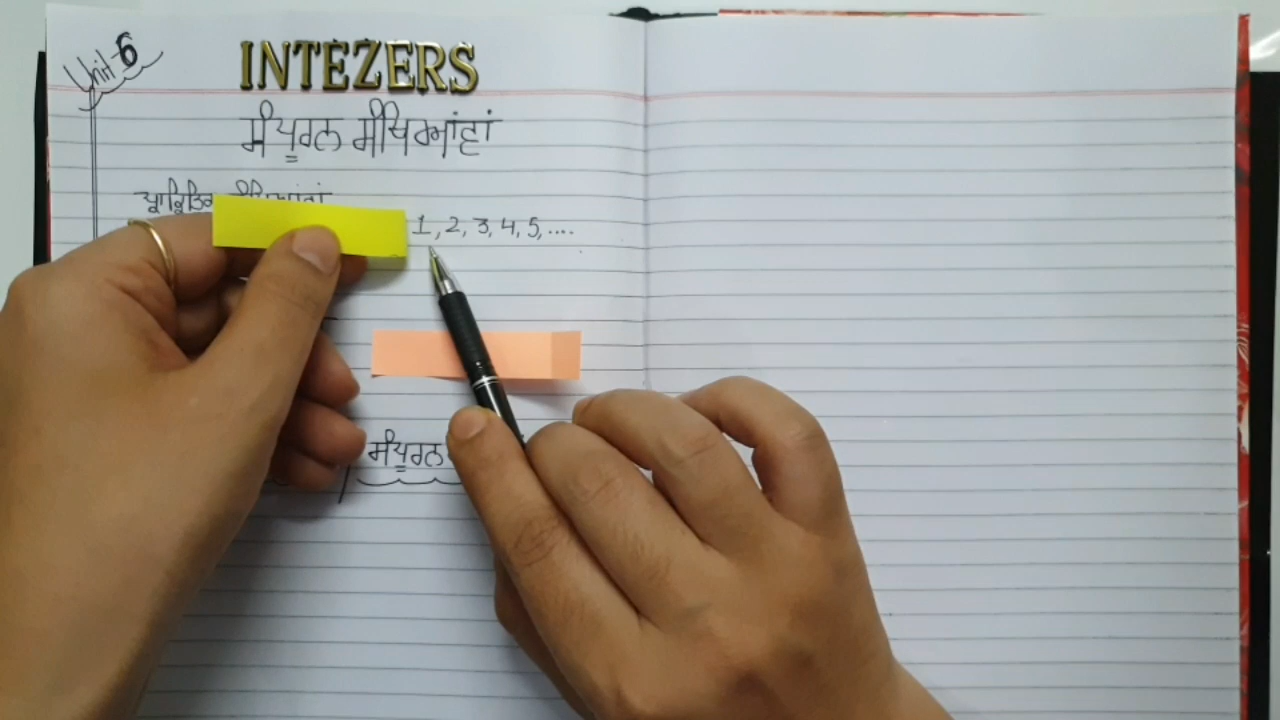 Unit-6
INTEZERS
ਸੰਪੂਰਨ ਸੰਖਿਆਵਾਂ
1, 2, 3, 4, 5, ....
ਸੰਪੂਰਨ